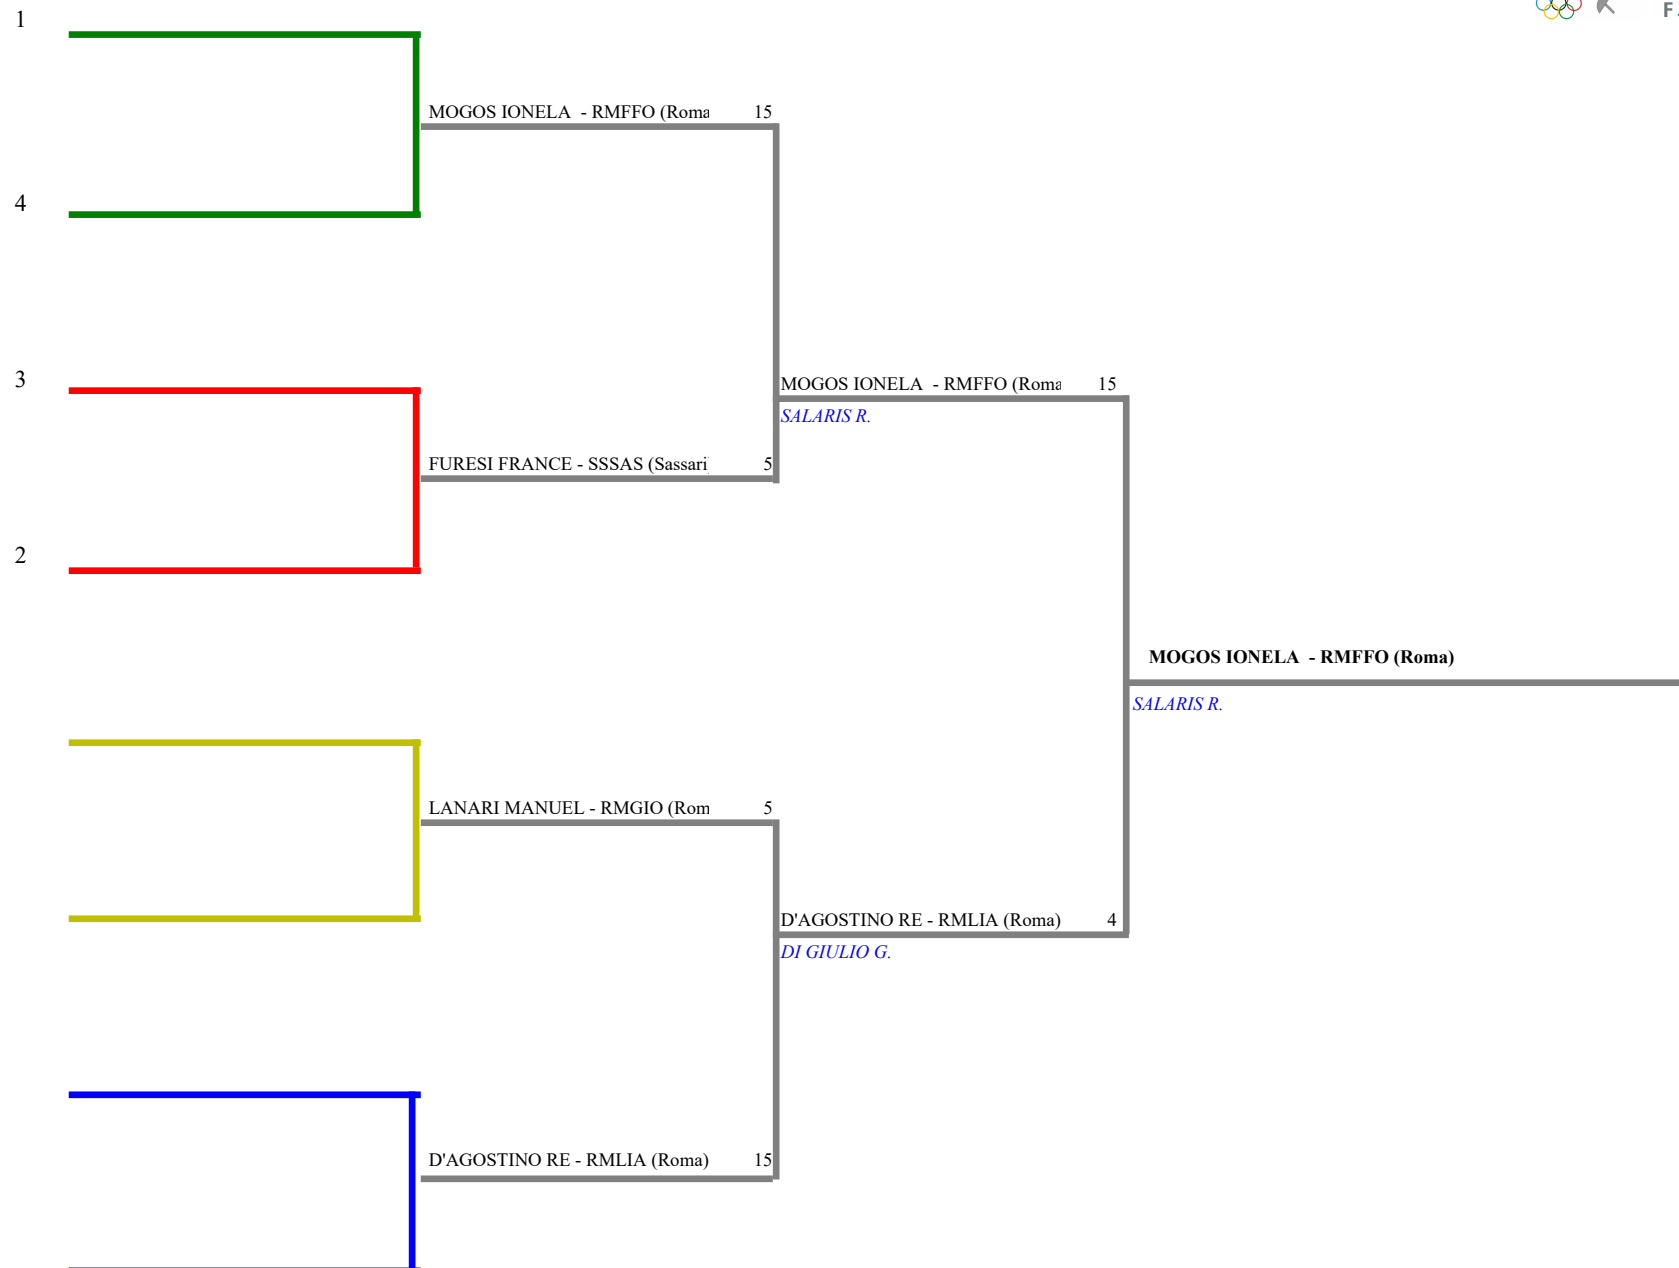 1
MOGOS IONELA  - RMFFO (Roma 15
4
3
MOGOS IONELA  - RMFFO (Roma 15
SALARIS R.
FURESI FRANCE - SSSAS (Sassari 5
2
MOGOS IONELA  - RMFFO (Roma)
SALARIS R.
LANARI MANUEL - RMGIO (Rom 5
D'AGOSTINO RE - RMLIA (Roma) 4
DI GIULIO G.
D'AGOSTINO RE - RMLIA (Roma) 15